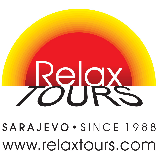 Relax
TOURS
SARAJEVO • SINCE 1988
www.relaxtours.com